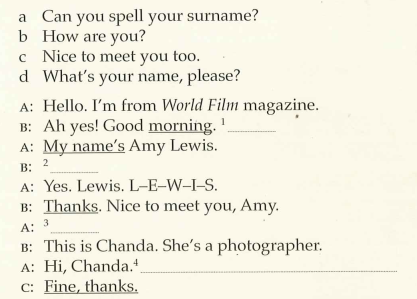 a Can you spell your surname?
b How are you?
c Nice to meet you too.
d What's your name, please?
A: Hello. I'm from World Film magazine.
B: Ah yes! Good morning. 1
A: My name's Amy Lewis.
B: 2
A: Yes. Lewis. L–E–W–I–S.
B: Thanks. Nice to meet you, Amy.
A: 3
B: This is Chanda. She's a photographer.
A: Hi, Chanda.4
C: Fine, thanks.